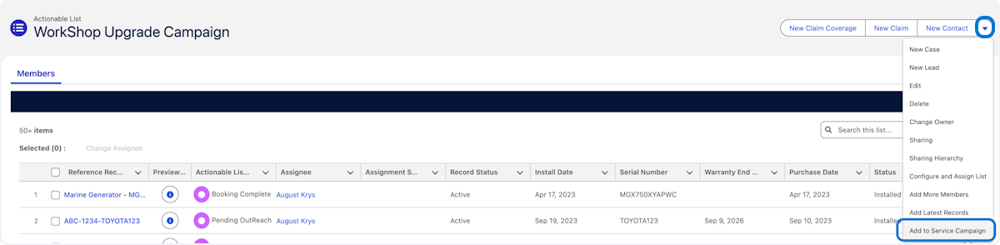 Actionable List
WorkShop Upgrade Campaign
New Claim Coverage
New Claim
New Contact
New Case
New Lead
Edit
Delete
Change Owner
Sharing
Sharing Hierarchy
Configure and Assign List
Add More Members
Add Latest Records
Add to Service Campaign
Members
50+ items
Search this list...
Selected (0) :
Change Assignee
Reference Rec... Preview... Actionable Lis... Assignee Assignment S... Record Status Install Date Serial Number Warranty End ... Purchase Date Status
1 Marine Generator - MG... Booking Complete August Krys Active Apr 17, 2023 MGX750XYAPWC Apr 17, 2023 Installed
2 ABC-1234-TOYOTA123 Pending OutReach August Krys Active Sep 19, 2023 TOYOTA123 Sep 9, 2026 Sep 10, 2023 Installed